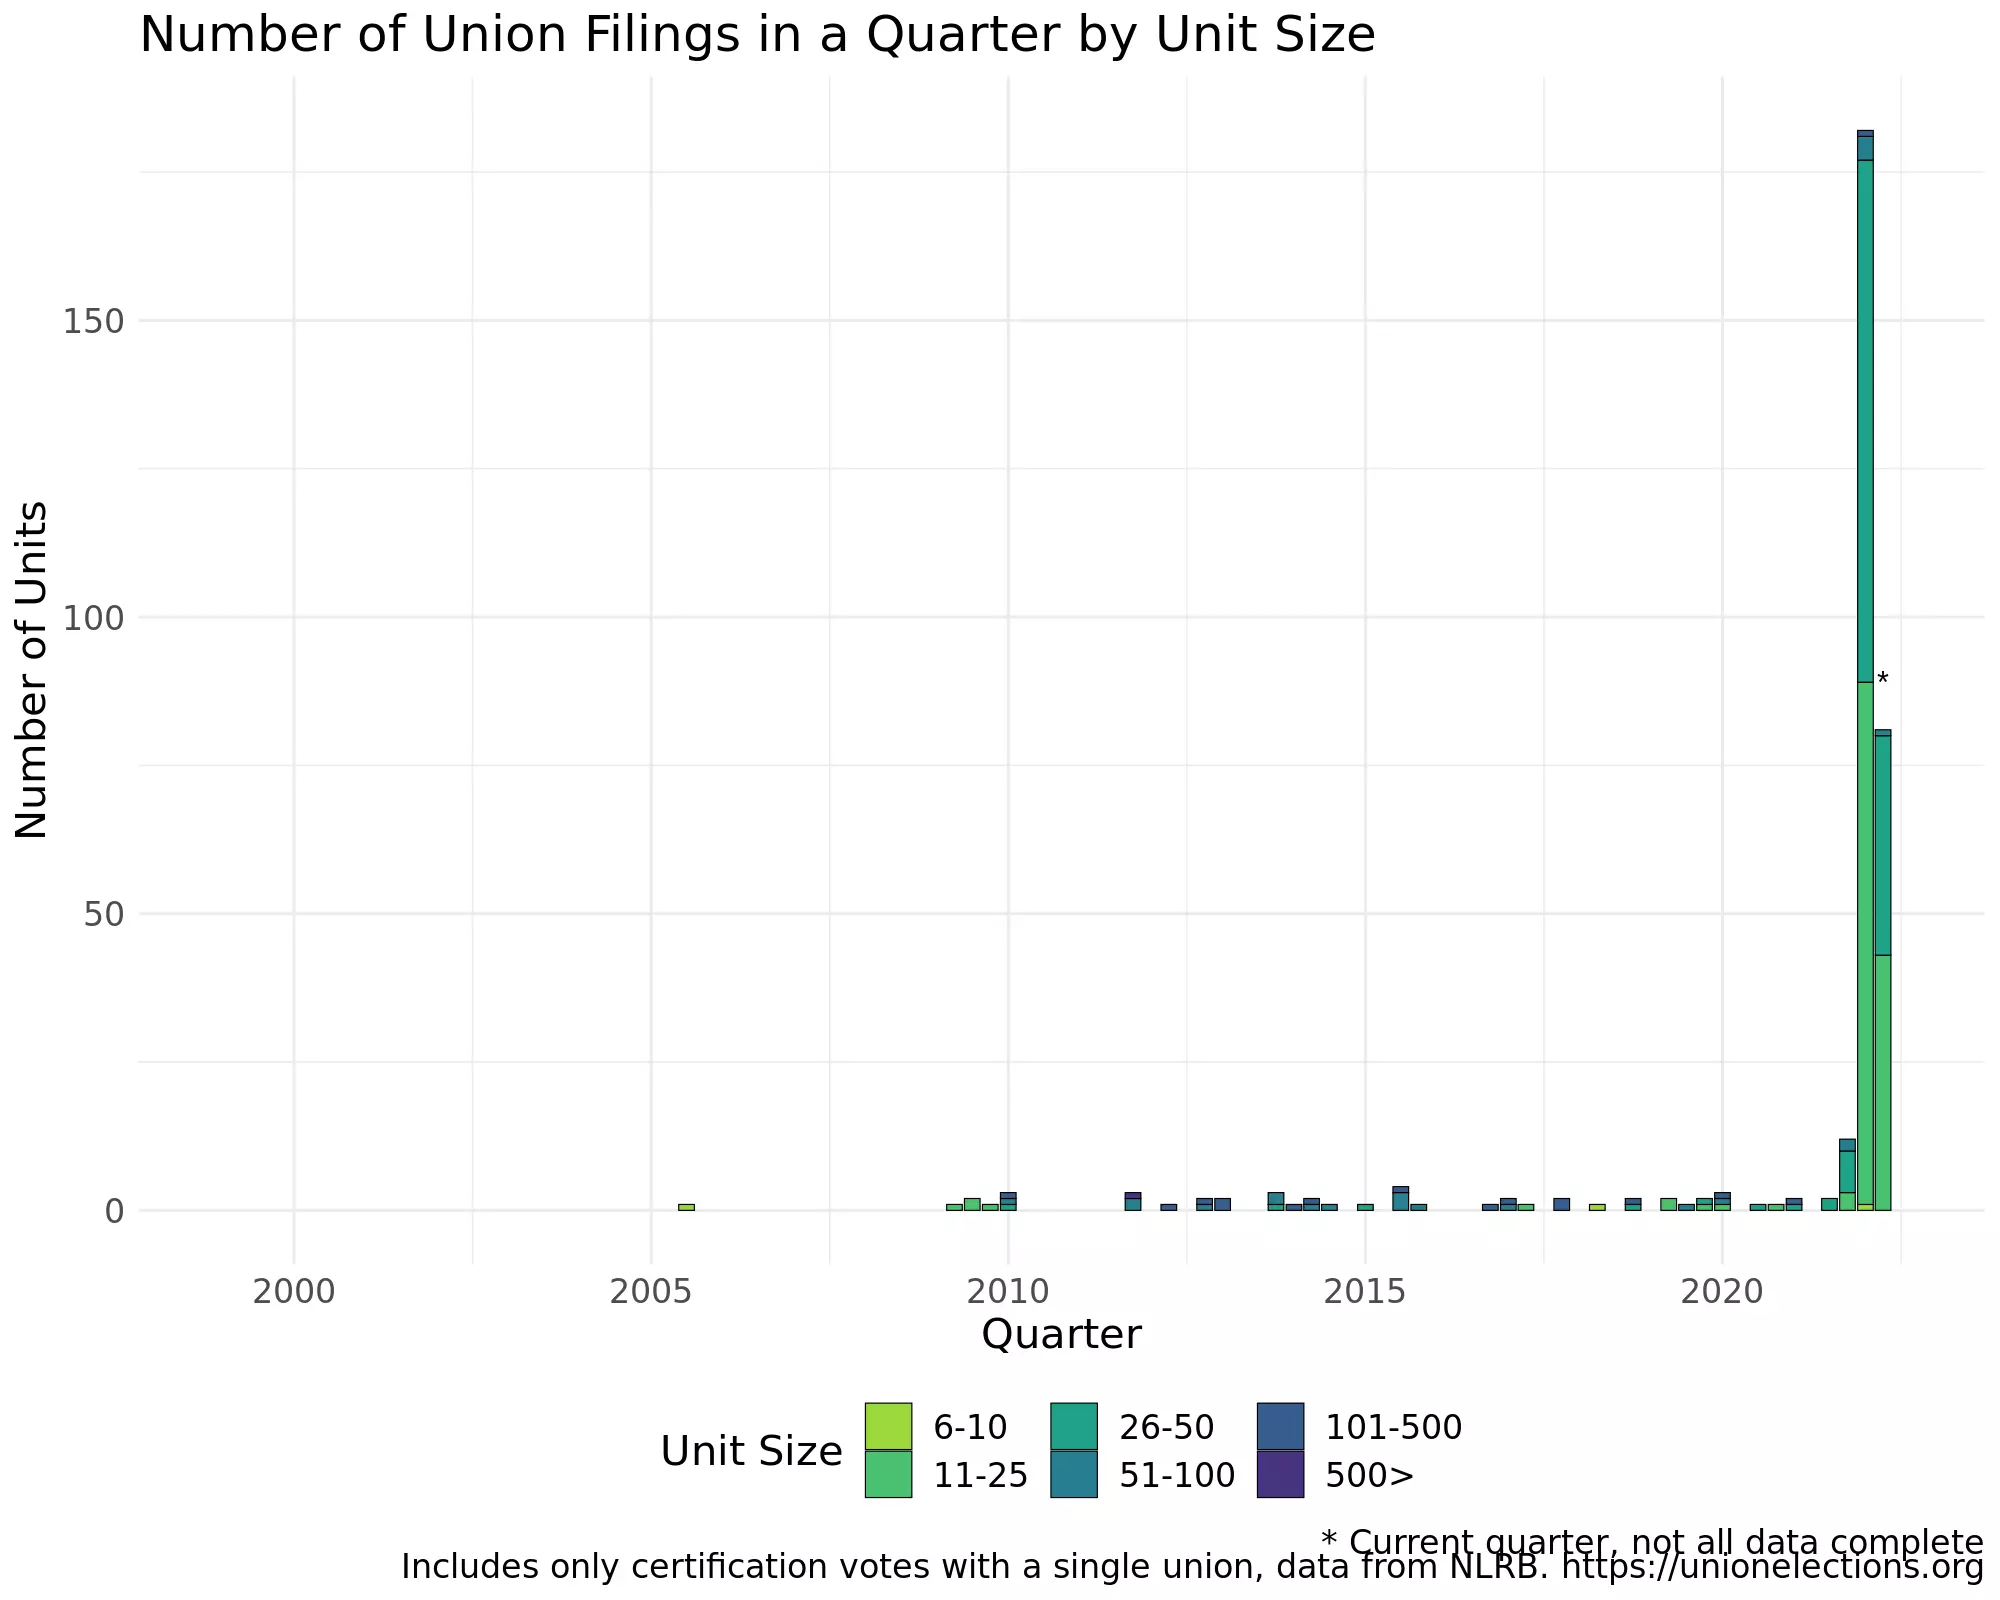 Number of Union Filings in a Quarter by Unit Size
Number of Units
150
100
50
0
*
2000 2005 2010 2015 2020
Quarter
Unit Size
6-10 26-50 101-500
11-25 51-100 500>
* Current quarter, not all data complete
Includes only certification votes with a single union, data from NLRB. https://unionelections.org